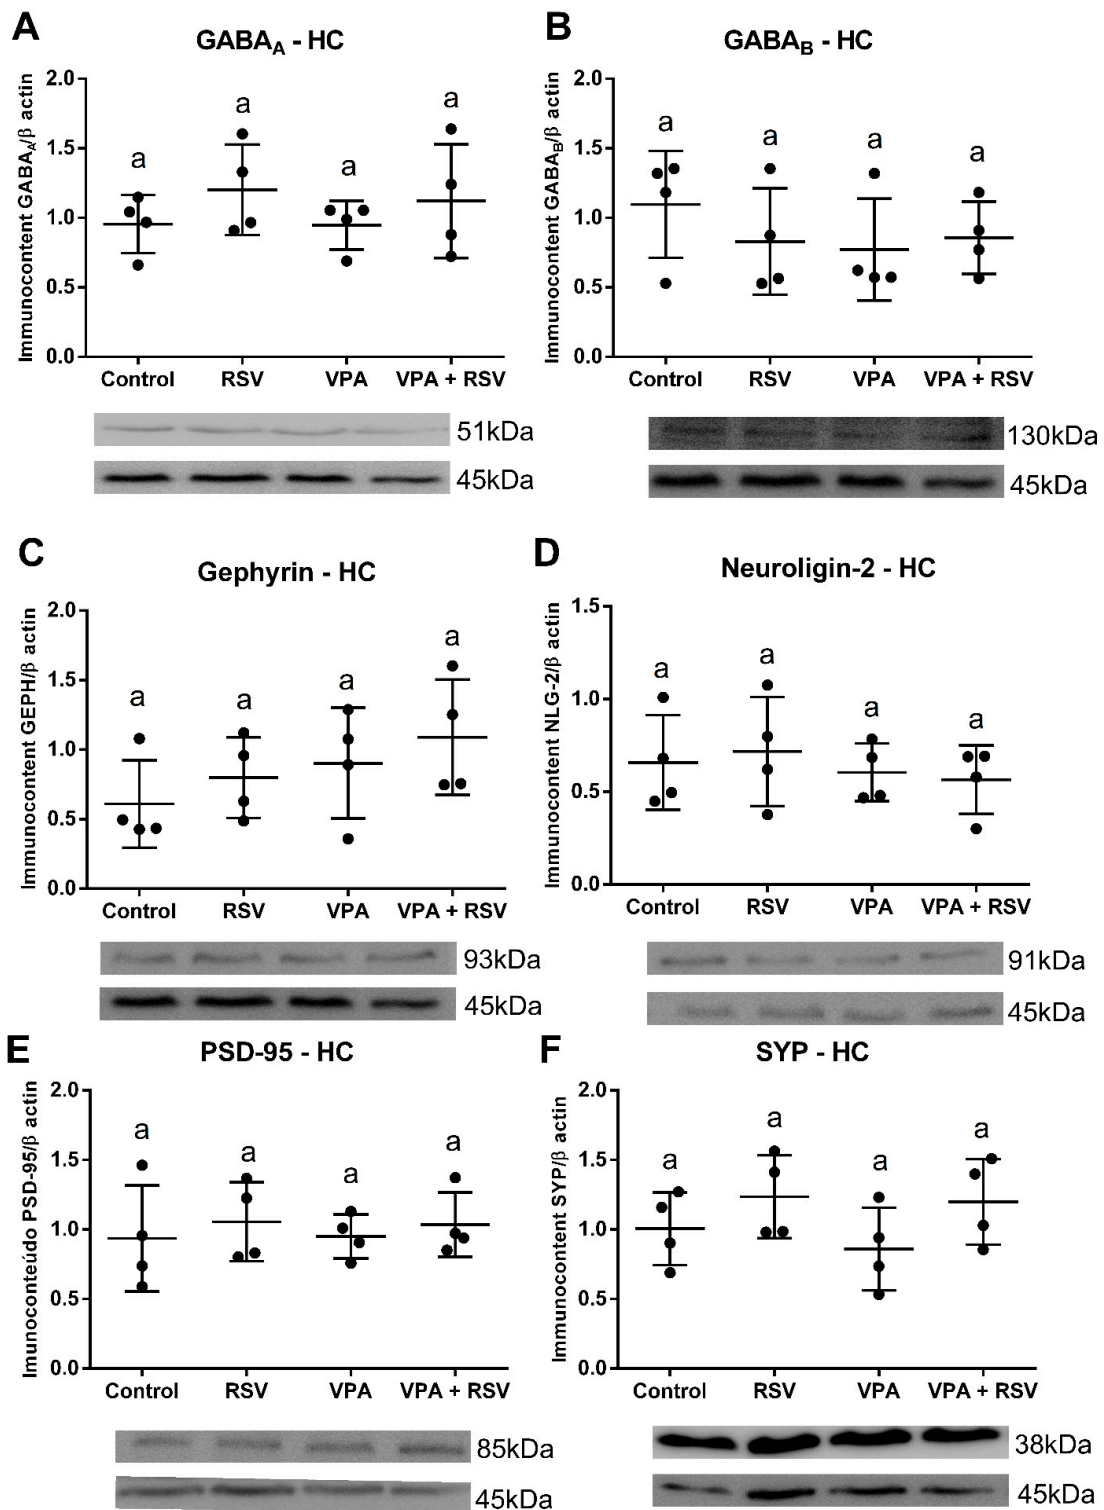 A
GABAA - HC
Immunocontent GABAA/β actin
2.0
1.5
1.0
0.5
0.0
a
a
a
a
Control RSV VPA VPA + RSV
51kDa
45kDa
B
GABAB - HC
Immunocontent GABAB/β actin
2.0
1.5
1.0
0.5
0.0
a
a
a
a
Control RSV VPA VPA + RSV
130kDa
45kDa
C
Gephyrin - HC
Immunocontent GEPH/β actin
2.0
1.5
1.0
0.5
0.0
a
a
a
a
Control RSV VPA VPA + RSV
93kDa
45kDa
D
Neuroligin-2 - HC
Immunocontent NLG-2/β actin
1.5
1.0
0.5
0.0
a
a
a
a
Control RSV VPA VPA + RSV
91kDa
45kDa
E
PSD-95 - HC
Imunoconteúdo PSD-95/β actin
2.0
1.5
1.0
0.5
0.0
a
a
a
a
Control RSV VPA VPA + RSV
85kDa
45kDa
F
SYP - HC
Immunocontent SYP/β actin
2.0
1.5
1.0
0.5
0.0
a
a
a
a
Control RSV VPA VPA + RSV
38kDa
45kDa